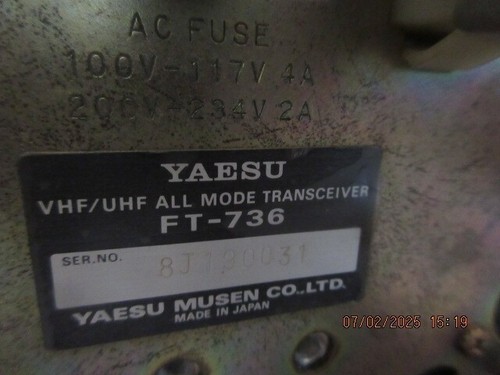 AC FUSE
100V-117V 4A
200V-234V 2A
YAESU
VHF/UHF ALL MODE TRANSCEIVER
FT-736
SER.NO. 8J190031
YAESU MUSEN CO., LTD.
MADE IN JAPAN
07/02/2025 15:19